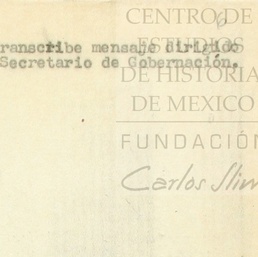 CENTRO DE
ESTUDIOS
DE HISTORIA
DE MEXICO
FUNDACIÓN
Carlos Slim
ranscribe mensaje dirigido
Secretario de Gobernación.